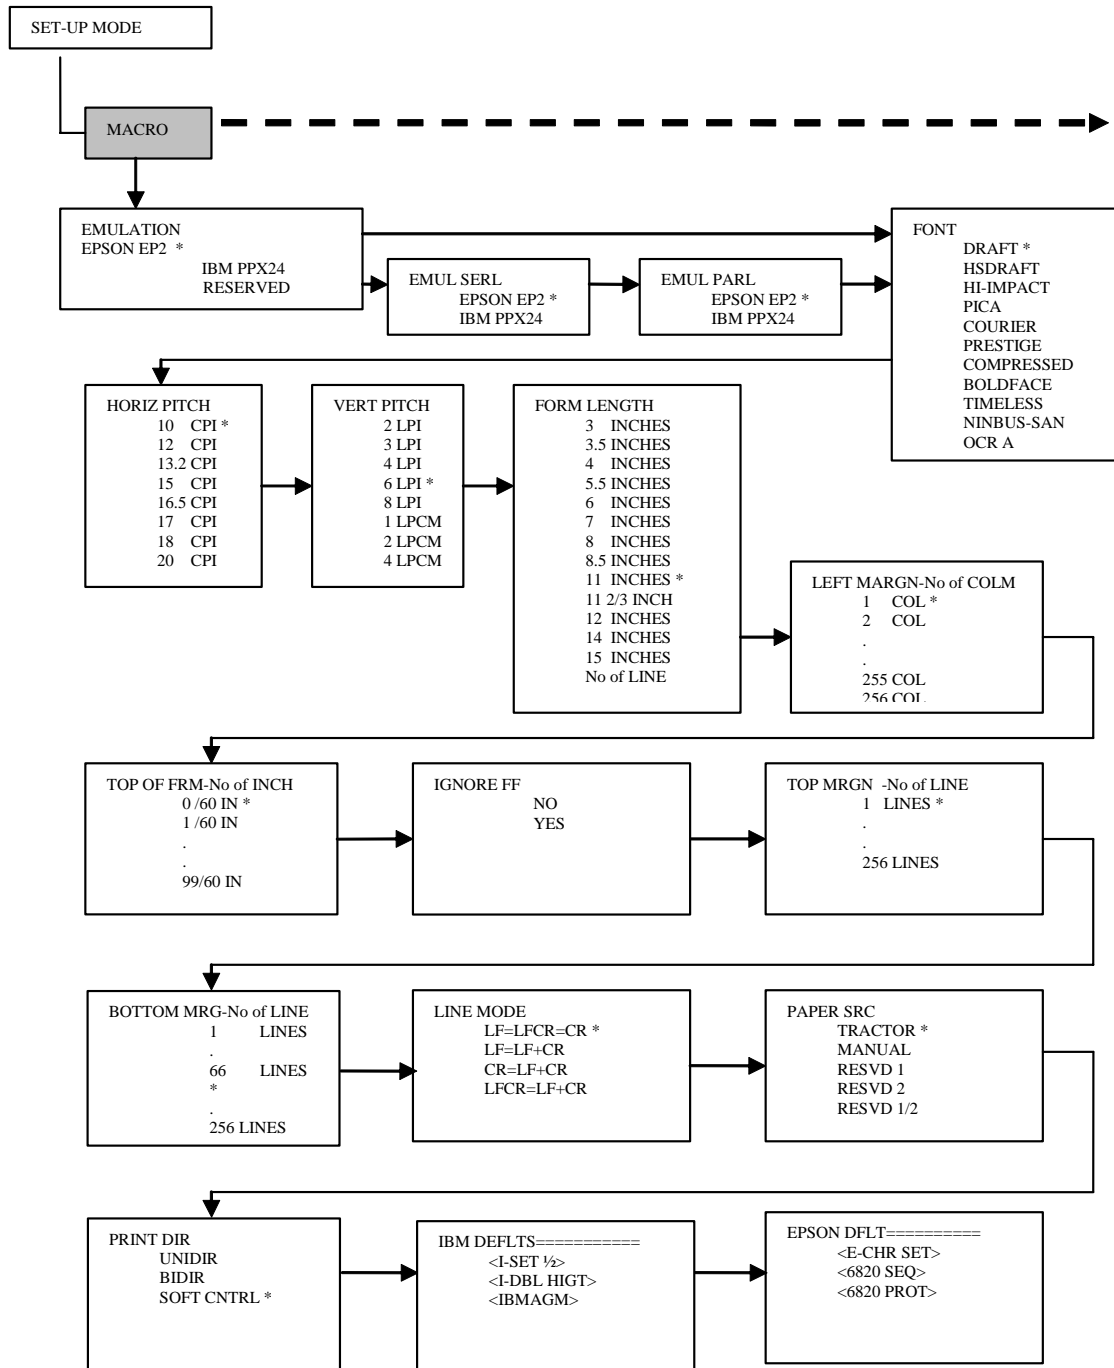 SET-UP MODE
MACRO
EMULATION
EPSON EP2 *
IBM PPX24
RESERVED
EMUL SERL
EPSON EP2 *
IBM PPX24
EMUL PARL
EPSON EP2 *
IBM PPX24
FONT
DRAFT *
HSDRAFT
HI-IMPACT
PICA
COURIER
PRESTIGE
COMPRESSED
BOLDFACE
TIMELESS
NINBUS-SAN
OCR A
HORIZ PITCH
10 CPI *
12 CPI
13.2 CPI
15 CPI
16.5 CPI
17 CPI
18 CPI
20 CPI
VERT PITCH
2 LPI
3 LPI
4 LPI
6 LPI *
8 LPI
1 LPCM
2 LPCM
4 LPCM
FORM LENGTH
3 INCHES
3.5 INCHES
4 INCHES
5.5 INCHES
6 INCHES
7 INCHES
8 INCHES
8.5 INCHES
11 INCHES *
11 2/3 INCH
12 INCHES
14 INCHES
15 INCHES
No of LINE
LEFT MARGN-No of COLM
1 COL *
2 COL
.
.
255 COL
256 COL
TOP OF FRM-No of INCH
0 /60 IN *
1 /60 IN
.
.
99/60 IN
IGNORE FF
NO
YES
TOP MRGN -No of LINE
1 LINES *
.
.
256 LINES
BOTTOM MRG-No of LINE
1 LINES
.
66 LINES
*
.
256 LINES
LINE MODE
LF=LFCR=CR *
LF=LF+CR
CR=LF+CR
LFCR=LF+CR
PAPER SRC
TRACTOR *
MANUAL
RESVD 1
RESVD 2
RESVD 1/2
PRINT DIR
UNIDIR
BIDIR
SOFT CNTRL *
IBM DEFLTS===========
<I-SET ½>
<I-DBL HIGT>
<IBMAGM>
EPSON DFLT==========
<E-CHR SET>
<6820 SEQ>
<6820 PROT>